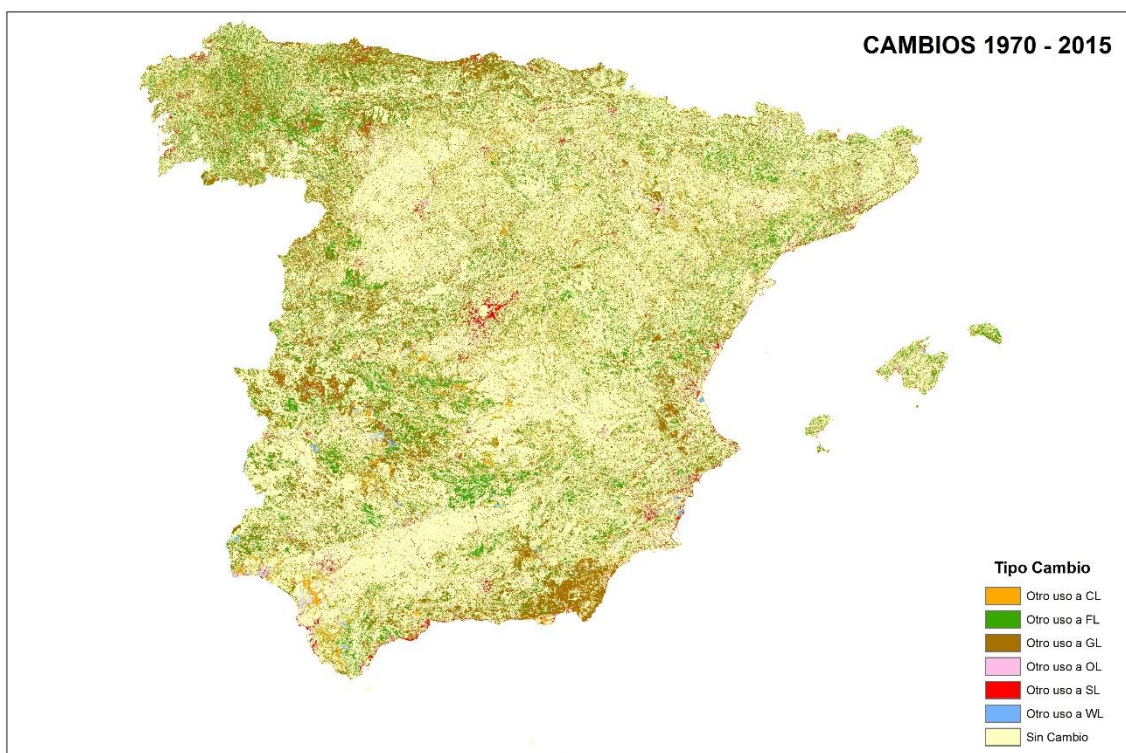 CAMBIOS 1970 - 2015
Tipo Cambio
Otro uso a CL
Otro uso a FL
Otro uso a GL
Otro uso a OL
Otro uso a SL
Otro uso a WL
Sin Cambio